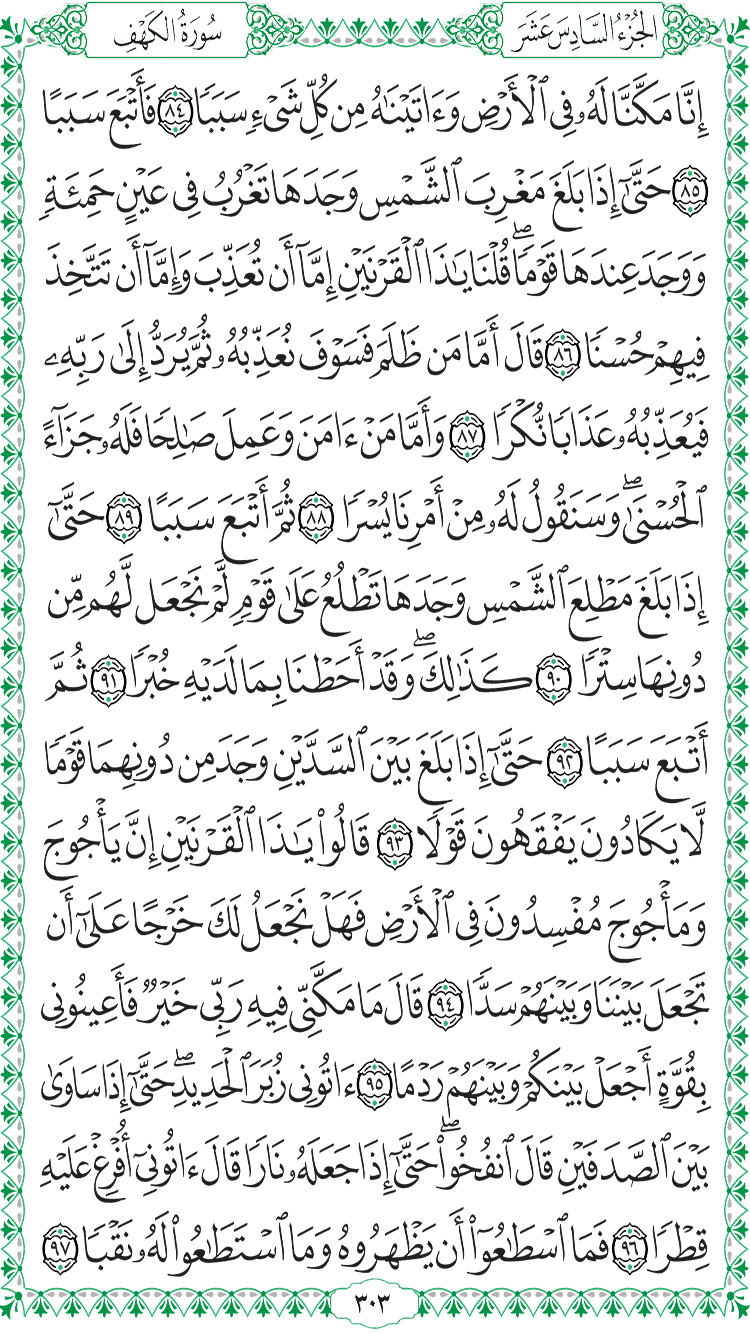 الجُزْءُ السَّادِسَ عَشَرَ
سُورَةُ الكَهْفِ
إِنَّا مَكَّنَّا لَهُۥ فِي ٱلْأَرْضِ وَءَاتَيْنَٰهُ مِن كُلِّ شَيْءٖ سَبَبٗا ٨٤ فَأَتْبَعَ سَبَبًا
٨٥ حَتَّىٰٓ إِذَا بَلَغَ مَغْرِبَ ٱلشَّمْسِ وَجَدَهَا تَغْرُبُ فِي عَيْنٍ حَمِئَةٖ
وَوَجَدَ عِندَهَا قَوْمٗاۖ قُلْنَا يَٰذَا ٱلْقَرْنَيْنِ إِمَّآ أَن تُعَذِّبَ وَإِمَّآ أَن تَتَّخِذَ
فِيهِمْ حُسْنٗا ٨٦ قَالَ أَمَّا مَن ظَلَمَ فَسَوْفَ نُعَذِّبُهُۥ ثُمَّ يُرَدُّ إِلَىٰ رَبِّهِۦ
فَيُعَذِّبُهُۥ عَذَابٗا نُّكْرٗا ٨٧ وَأَمَّا مَنْ ءَامَنَ وَعَمِلَ صَٰلِحٗا فَلَهُۥ جَزَآءً
ٱلْحُسْنَىٰۖ وَسَنَقُولُ لَهُۥ مِنْ أَمْرِنَا يُسْرٗا ٨٨ ثُمَّ أَتْبَعَ سَبَبًا ٨٩ حَتَّىٰٓ
إِذَا بَلَغَ مَطْلِعَ ٱلشَّمْسِ وَجَدَهَا تَطْلُعُ عَلَىٰ قَوْمٖ لَّمْ نَجْعَل لَّهُم مِّن
دُونِهَا سِتْرٗا ٩٠ كَذَٰلِكَۖ وَقَدْ أَحَطْنَا بِمَا لَدَيْهِ خُبْرٗا ٩١ ثُمَّ
أَتْبَعَ سَبَبًا ٩٢ حَتَّىٰٓ إِذَا بَلَغَ بَيْنَ ٱلسَّدَّيْنِ وَجَدَ مِن دُونِهِمَا قَوْمٗا
لَّا يَكَادُونَ يَفْقَهُونَ قَوْلٗا ٩٣ قَالُواْ يَٰذَا ٱلْقَرْنَيْنِ إِنَّ يَأْجُوجَ
وَمَأْجُوجَ مُفْسِدُونَ فِي ٱلْأَرْضِ فَهَلْ نَجْعَلُ لَكَ خَرْجًا عَلَىٰٓ أَن
تَجْعَلَ بَيْنَنَا وَبَيْنَهُمْ سَدّٗا ٩٤ قَالَ مَا مَكَّنِّي فِيهِ رَبِّي خَيْرٞ فَأَعِينُونِي
بِقُوَّةٍ أَجْعَلْ بَيْنَكُمْ وَبَيْنَهُمْ رَدْمًا ٩٥ ءَاتُونِي زُبَرَ ٱلْحَدِيدِۖ حَتَّىٰٓ إِذَا سَاوَىٰ
بَيْنَ ٱلصَّدَفَيْنِ قَالَ ٱنفُخُواْۖ حَتَّىٰٓ إِذَا جَعَلَهُۥ نَارٗا قَالَ ءَاتُونِيٓ أُفْرِغْ عَلَيْهِ
قِطْرٗا ٩٦ فَمَا ٱسْطَٰعُوٓاْ أَن يَظْهَرُوهُ وَمَا ٱسْتَطَٰعُواْ لَهُۥ نَقْبٗا ٩٧
٣٠٣